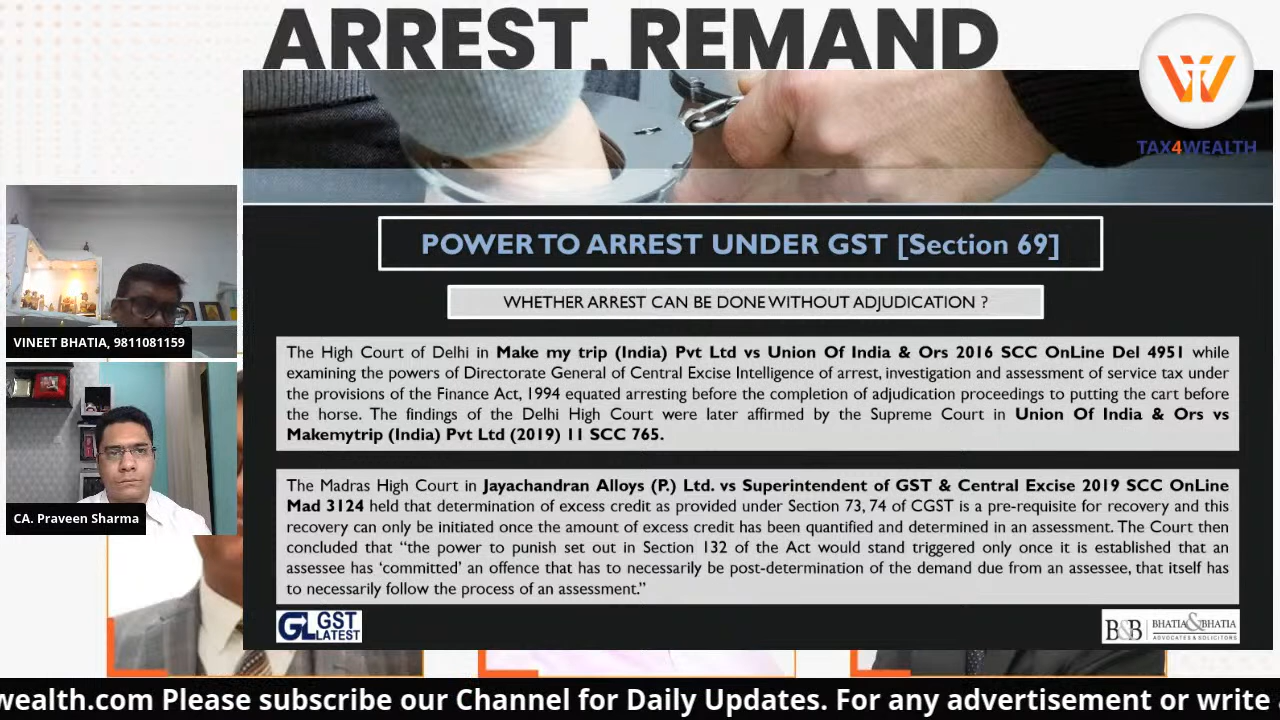 ARREST, REMAND
TAX4WEALTH
POWER TO ARREST UNDER GST [Section 69]
WHETHER ARREST CAN BE DONE WITHOUT ADJUDICATION ?
The High Court of Delhi in Make my trip (India) Pvt Ltd vs Union Of India & Ors 2016 SCC OnLine Del 4951 while
examining the powers of Directorate General of Central Excise Intelligence of arrest, investigation and assessment of service tax under
the provisions of the Finance Act, 1994 equated arresting before the completion of adjudication proceedings to putting the cart before
the horse. The findings of the Delhi High Court were later affirmed by the Supreme Court in Union Of India & Ors vs
Makemytrip (India) Pvt Ltd (2019) 11 SCC 765.
The Madras High Court in Jayachandran Alloys (P.) Ltd. vs Superintendent of GST & Central Excise 2019 SCC OnLine
Mad 3124 held that determination of excess credit as provided under Section 73, 74 of CGST is a pre-requisite for recovery and this
recovery can only be initiated once the amount of excess credit has been quantified and determined in an assessment. The Court then
concluded that “the power to punish set out in Section 132 of the Act would stand triggered only once it is established that an
assessee has ‘committed’ an offence that has to necessarily be post-determination of the demand due from an assessee, that itself has
to necessarily follow the process of an assessment.”
VINEET BHATIA, 9811081159
CA. Praveen Sharma
GL GST
LATEST
B&B BHATIA&BHATIA
ADVOCATES & SOLICITORS
wealth.com Please subscribe our Channel for Daily Updates. For any advertisement or write